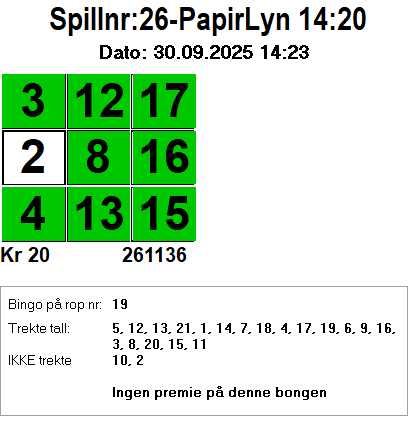 Spillnr:26-PapirLyn 14:20
Dato: 30.09.2025 14:23
3 12 17
2 8 16
4 13 15
Kr 20 261136
Bingo på rop nr: 19
Trekte tall: 5, 12, 13, 21, 1, 14, 7, 18, 4, 17, 19, 6, 9, 16,
3, 8, 20, 15, 11
IKKE trekte 10, 2
Ingen premie på denne bongen